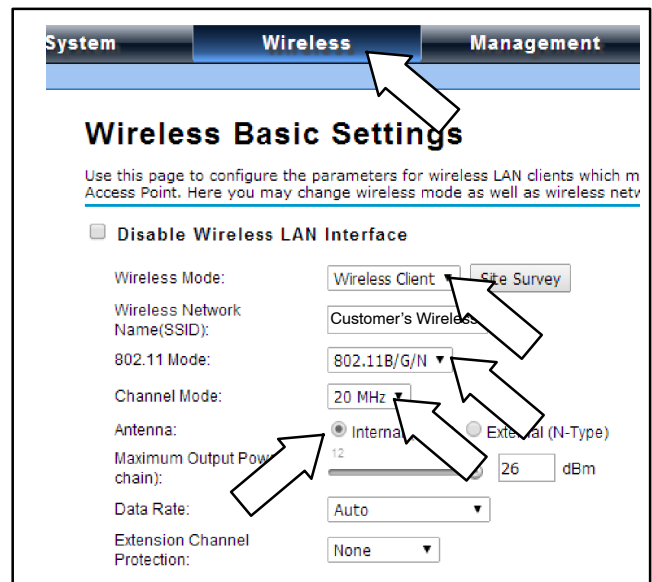 System Wireless Management
Wireless Basic Settings
Use this page to configure the parameters for wireless LAN clients which m
Access Point. Here you may change wireless mode as well as wireless netw
Disable Wireless LAN Interface
Wireless Mode: Wireless Client Site Survey
Wireless Network
Name(SSID): Customer's Wireless
802.11 Mode: 802.11B/G/N
Channel Mode: 20 MHz
Antenna: Internal External (N-Type)
Maximum Output Power
chain): 12 26 dBm
Data Rate: Auto
Extension Channel
Protection: None